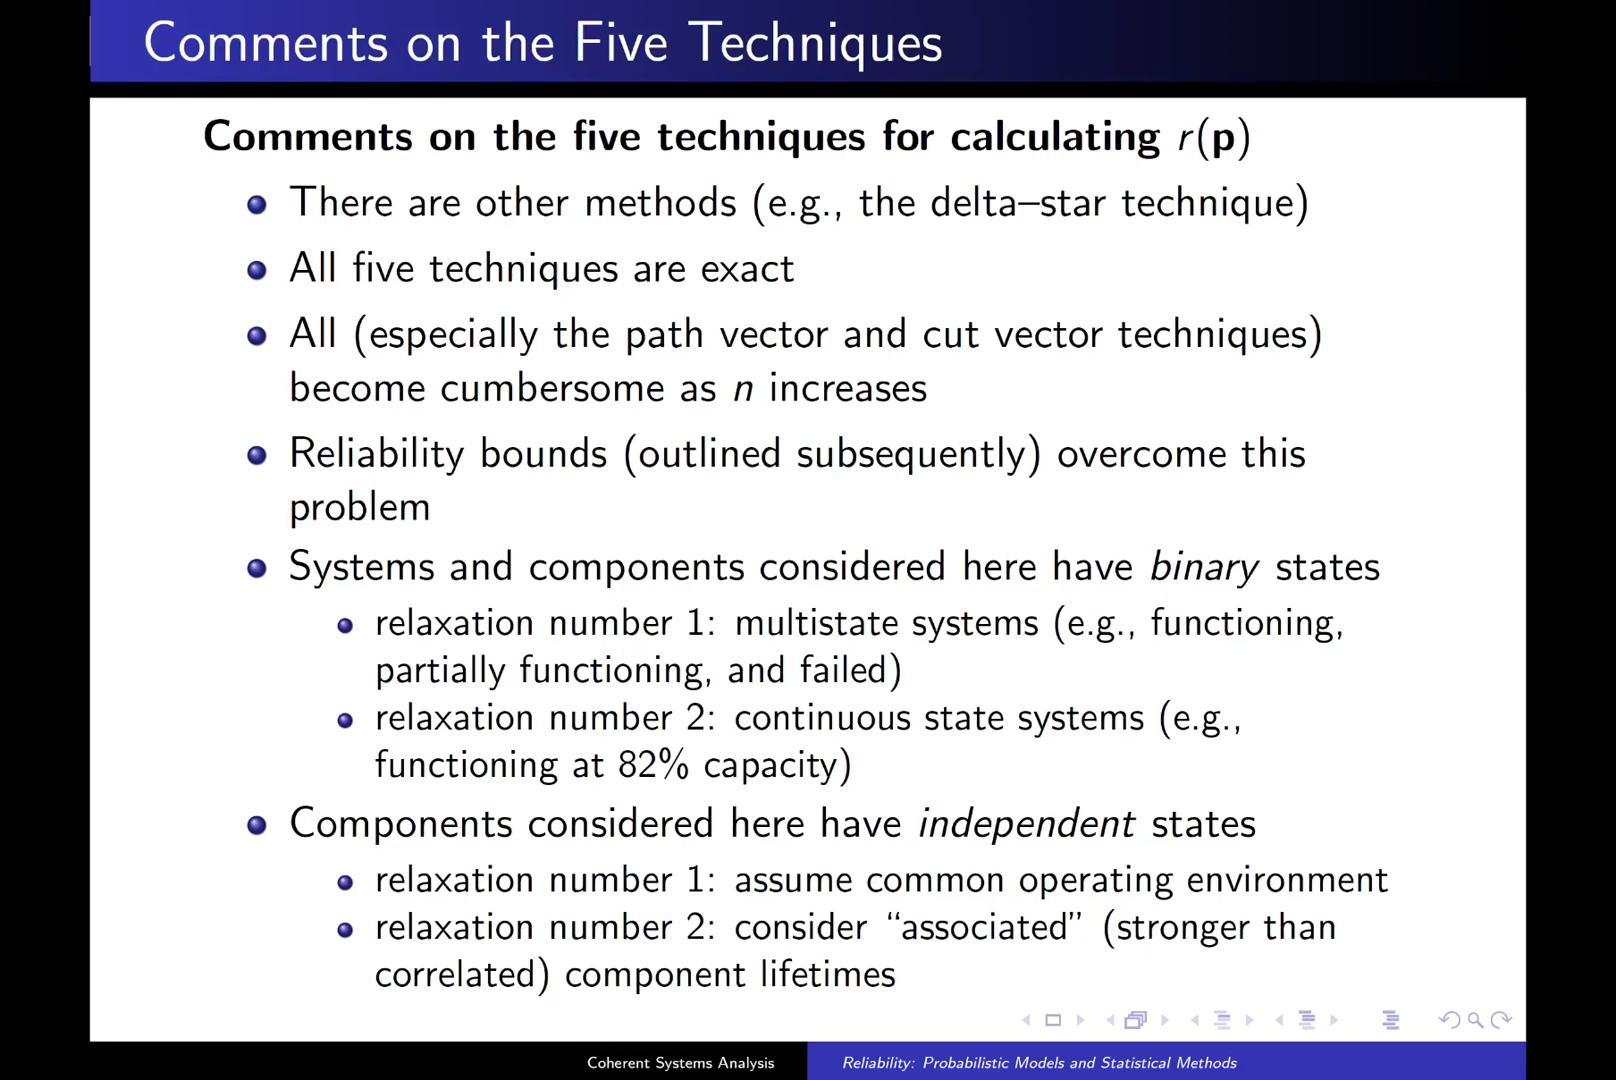 Comments on the Five Techniques
Comments on the five techniques for calculating r(p)
There are other methods (e.g., the delta–star technique)
All five techniques are exact
All (especially the path vector and cut vector techniques)
become cumbersome as n increases
Reliability bounds (outlined subsequently) overcome this
problem
Systems and components considered here have binary states
relaxation number 1: multistate systems (e.g., functioning,
partially functioning, and failed)
relaxation number 2: continuous state systems (e.g.,
functioning at 82% capacity)
Components considered here have independent states
relaxation number 1: assume common operating environment
relaxation number 2: consider “associated” (stronger than
correlated) component lifetimes
Coherent Systems Analysis
Reliability: Probabilistic Models and Statistical Methods